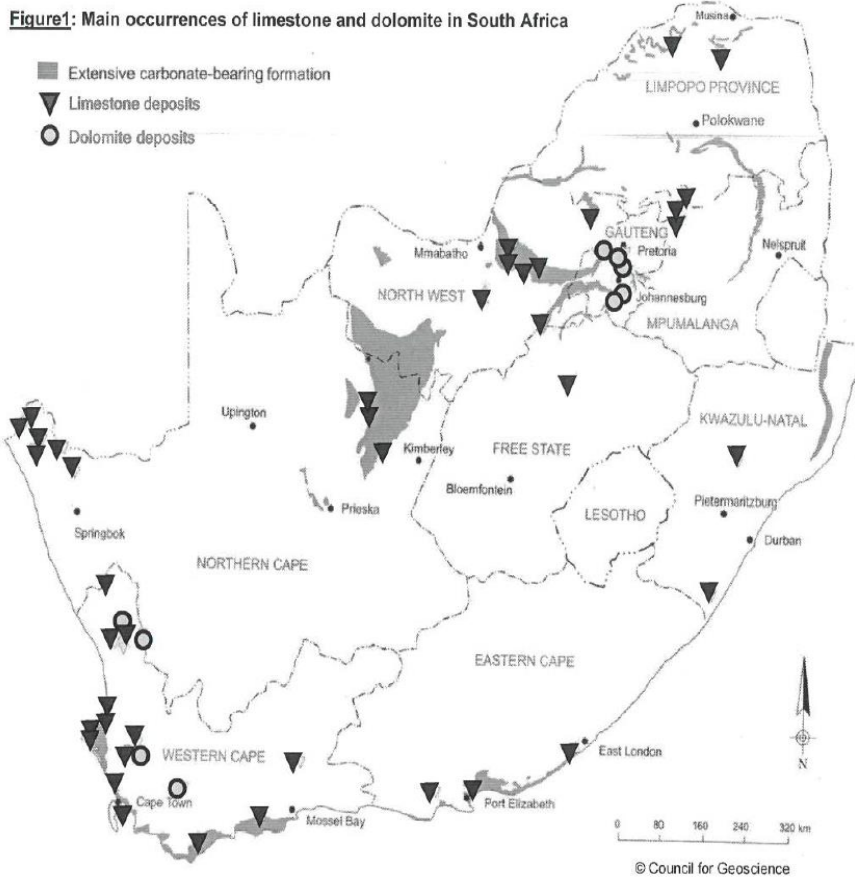 Figure1: Main occurrences of limestone and dolomite in South Africa
Extensive carbonate-bearing formation
Limestone deposits
Dolomite deposits
Musina
LIMPOPO PROVINCE
Polokwane
GAUTENG
Pretoria
Mmabatho
Nelspruit
NORTH WEST
Johannesburg
MPUMALANGA
Upington
KWAZULU-NATAL
Kimberley
FREE STATE
Bloemfontein
Prieska
Pietermaritzburg
LESOTHO
Springbok
Durban
NORTHERN CAPE
EASTERN CAPE
East London
WESTERN CAPE
N
Cape Town
Port Elizabeth
Mossel Bay
0 80 160 240 320 km
© Council for Geoscience